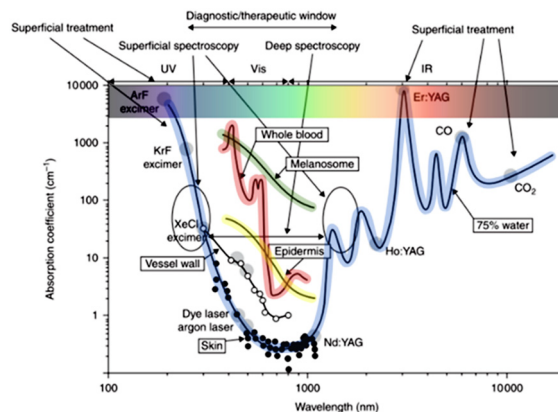 Diagnostic/therapeutic window
Superficial treatment
Superficial spectroscopy
Deep spectroscopy
Superficial treatment
UV
Vis
IR
10000
1000
100
10
1
Absorption coefficient (cm⁻¹)
ArF
excimer
Er:YAG
KrF
excimer
Whole blood
Melanosome
CO
CO₂
XeCl
excimer
75% water
Vessel wall
Epidermis
Ho:YAG
Dye laser
argon laser
Skin
Nd:YAG
100
1000
10000
Wavelength (nm)